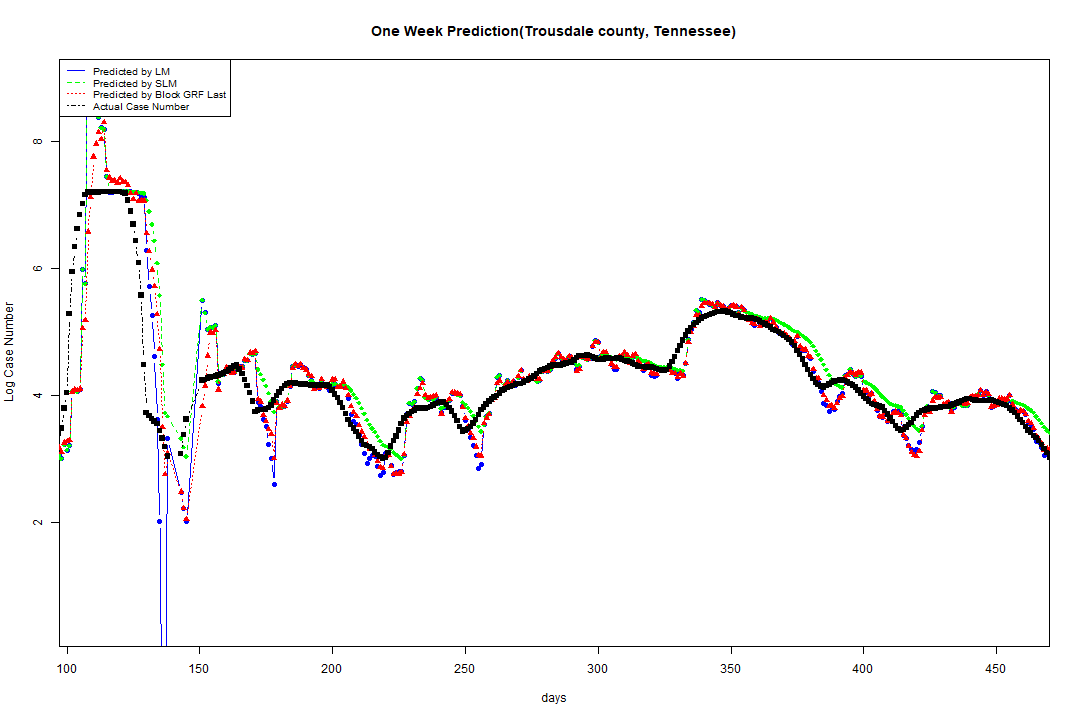 One Week Prediction(Trousdale county, Tennessee)
Predicted by LM
Predicted by SLM
Predicted by Block GRF Last
Actual Case Number
8
6
4
2
Log Case Number
100 150 200 250 300 350 400 450
days